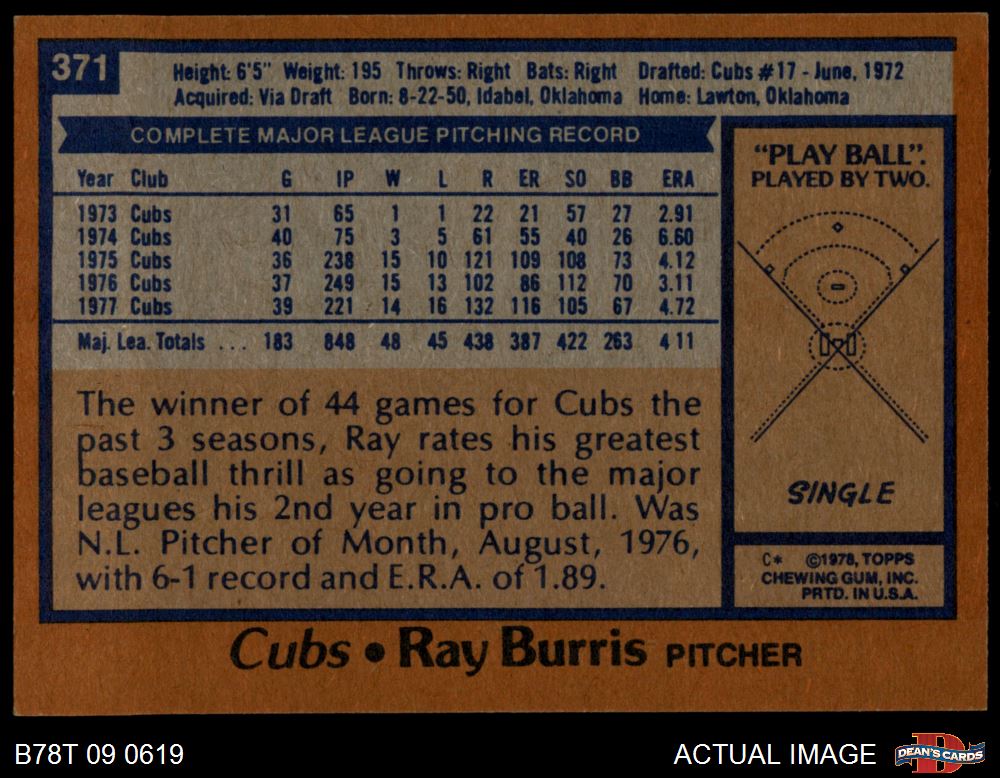 371
Height: 6'5" Weight: 195 Throws: Right Bats: Right Drafted: Cubs #17 - June, 1972
Acquired: Via Draft Born: 8-22-50, Idabel, Oklahoma Home: Lawton, Oklahoma
COMPLETE MAJOR LEAGUE PITCHING RECORD
Year Club G IP W L R ER SO BB ERA
1973 Cubs 31 65 1 1 22 21 57 27 2.91
1974 Cubs 40 75 3 5 61 55 40 26 6.60
1975 Cubs 36 238 15 10 121 109 108 73 4.12
1976 Cubs 37 249 15 13 102 86 112 70 3.11
1977 Cubs 39 221 14 16 132 116 105 67 4.72
Maj. Lea. Totals ... 183 848 48 45 438 387 422 263 4 11
The winner of 44 games for Cubs the
past 3 seasons, Ray rates his greatest
baseball thrill as going to the major
leagues his 2nd year in pro ball. Was
N.L. Pitcher of Month, August, 1976,
with 6-1 record and E.R.A. of 1.89.
"PLAY BALL".
PLAYED BY TWO.
SINGLE
C* ©1978, TOPPS
CHEWING GUM, INC.
PRTD. IN U.S.A.
Cubs • Ray Burris PITCHER
B78T 09 0619
ACTUAL IMAGE
D
DEAN'S CARDS